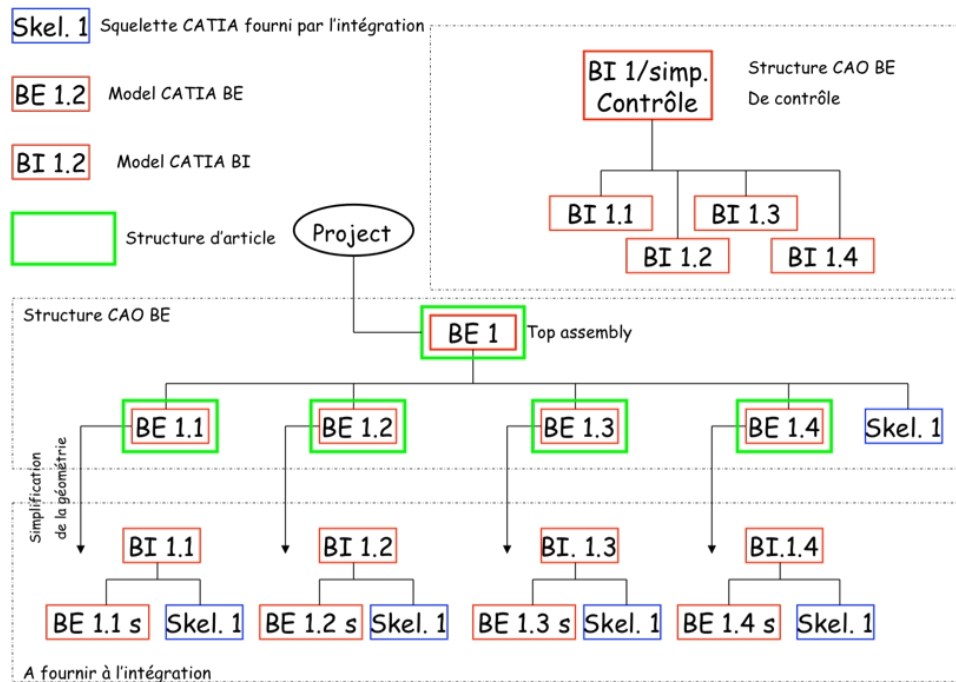 Skel. 1
Squelette CATIA fourni par l'intégration
BE 1.2
Model CATIA BE
BI 1.2
Model CATIA BI
Structure d'article
BI 1/simp.
Contrôle
Structure CAO BE
De contrôle
BI 1.1
BI 1.3
BI 1.2
BI 1.4
Project
Structure CAO BE
BE 1
Top assembly
BE 1.1
BE 1.2
BE 1.3
BE 1.4
Skel. 1
Simplification
de la géométrie
BI 1.1
BI 1.2
BI. 1.3
BI.1.4
BE 1.1 s
Skel. 1
BE 1.2 s
Skel. 1
BE 1.3 s
Skel. 1
BE 1.4 s
Skel. 1
A fournir à l'intégration